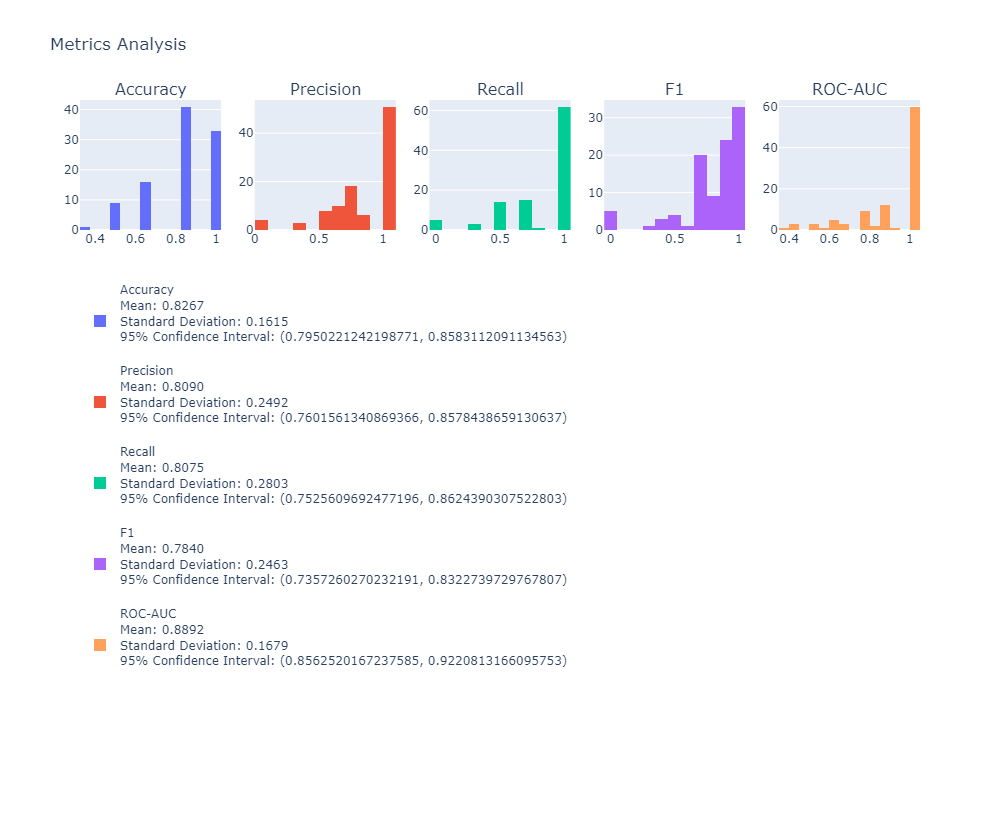 Metrics Analysis
Accuracy Precision Recall F1 ROC-AUC
40
30
20
10
0
0.4 0.6 0.8 1
40
20
0
0 0.5 1
60
40
20
0
0 0.5 1
30
20
10
0
0.5 1
60
40
20
0
0.4 0.6 0.8 1
Accuracy
Mean: 0.8267
Standard Deviation: 0.1615
95% Confidence Interval: (0.7950221242198771, 0.8583112091134563)
Precision
Mean: 0.8090
Standard Deviation: 0.2492
95% Confidence Interval: (0.7601561340869366, 0.8578438659130637)
Recall
Mean: 0.8075
Standard Deviation: 0.2803
95% Confidence Interval: (0.7525609692477196, 0.8624390307522803)
F1
Mean: 0.7840
Standard Deviation: 0.2463
95% Confidence Interval: (0.7357260270232191, 0.8322739729767807)
ROC-AUC
Mean: 0.8892
Standard Deviation: 0.1679
95% Confidence Interval: (0.8562520167237585, 0.9220813166095753)